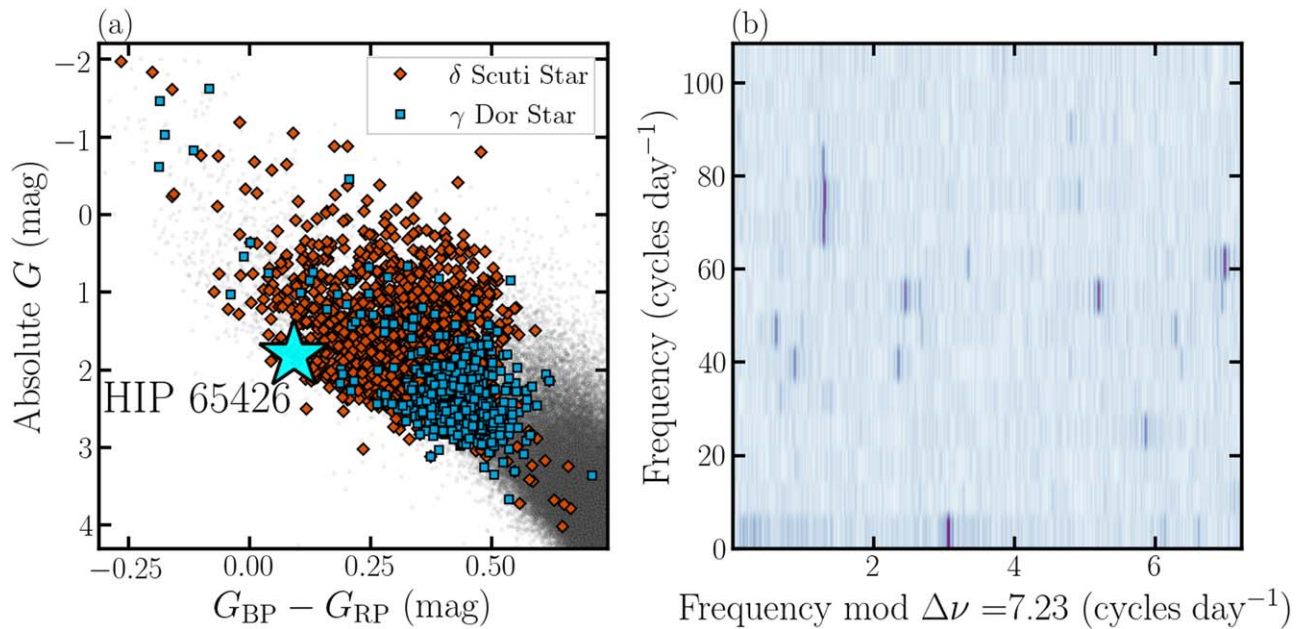 (a)
δ Scuti Star
γ Dor Star
HIP 65426
−2
−1
0
1
2
3
4
Absolute G (mag)
−0.25 0.00 0.25 0.50
G_BP − G_RP (mag)
(b)
100
80
60
40
20
0
Frequency (cycles day⁻¹)
2 4 6
Frequency mod Δν =7.23 (cycles day⁻¹)